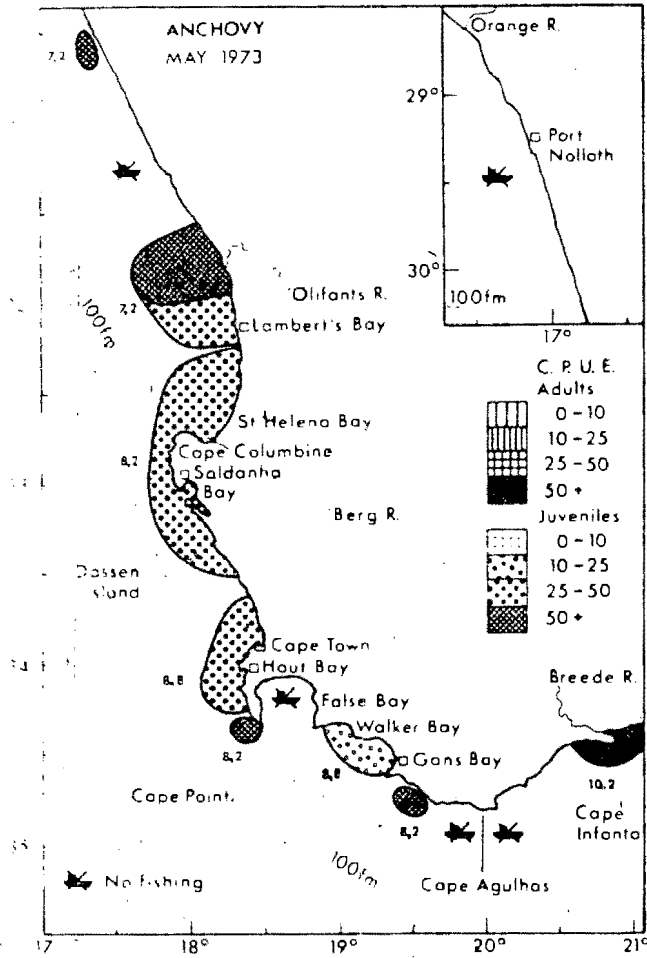 ANCHOVY
MAY 1973
7,2
Orange R.
29°
Port
Nolloth
30°
100fm
17°
7,2
100fm
Olifants R.
Lambert's Bay
C. P. U. E.
Adults
0-10
10-25
25-50
50+
Juveniles
0-10
10-25
25-50
50+
St Helena Bay
8,2
Cape Columbine
Saldanha
Bay
Berg R.
Dassen
Island
Cape Town
Hout Bay
8,8
False Bay
Breede R.
8,2
Walker Bay
8,8
Gans Bay
10,2
Cape Point.
8,2
Cape
Infanta
100fm
No fishing
Cape Agulhas
17
18°
19°
20°
21°